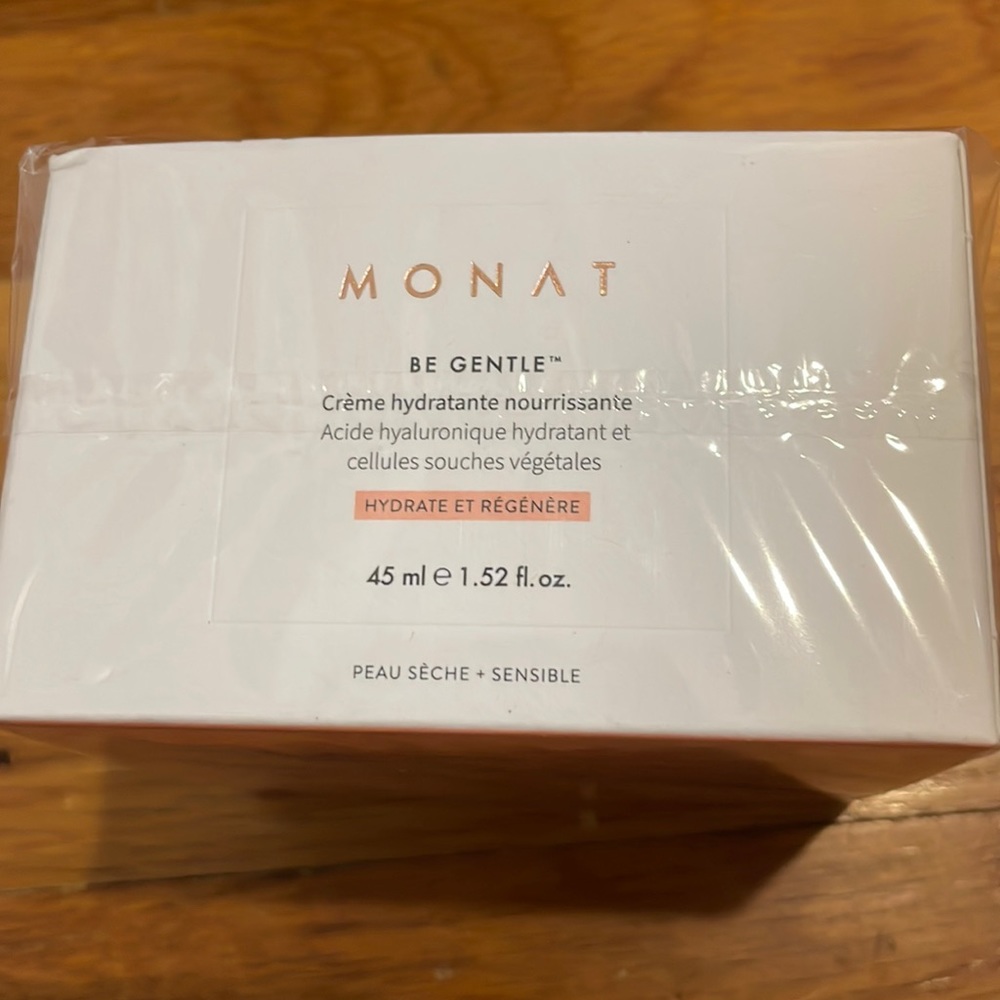 MONAT
BE GENTLE™
Crème hydratante nourrissante
Acide hyaluronique hydratant et
cellules souches végétales
HYDRATE ET RÉGÉNÈRE
45 ml e 1.52 fl. oz.
PEAU SÈCHE + SENSIBLE